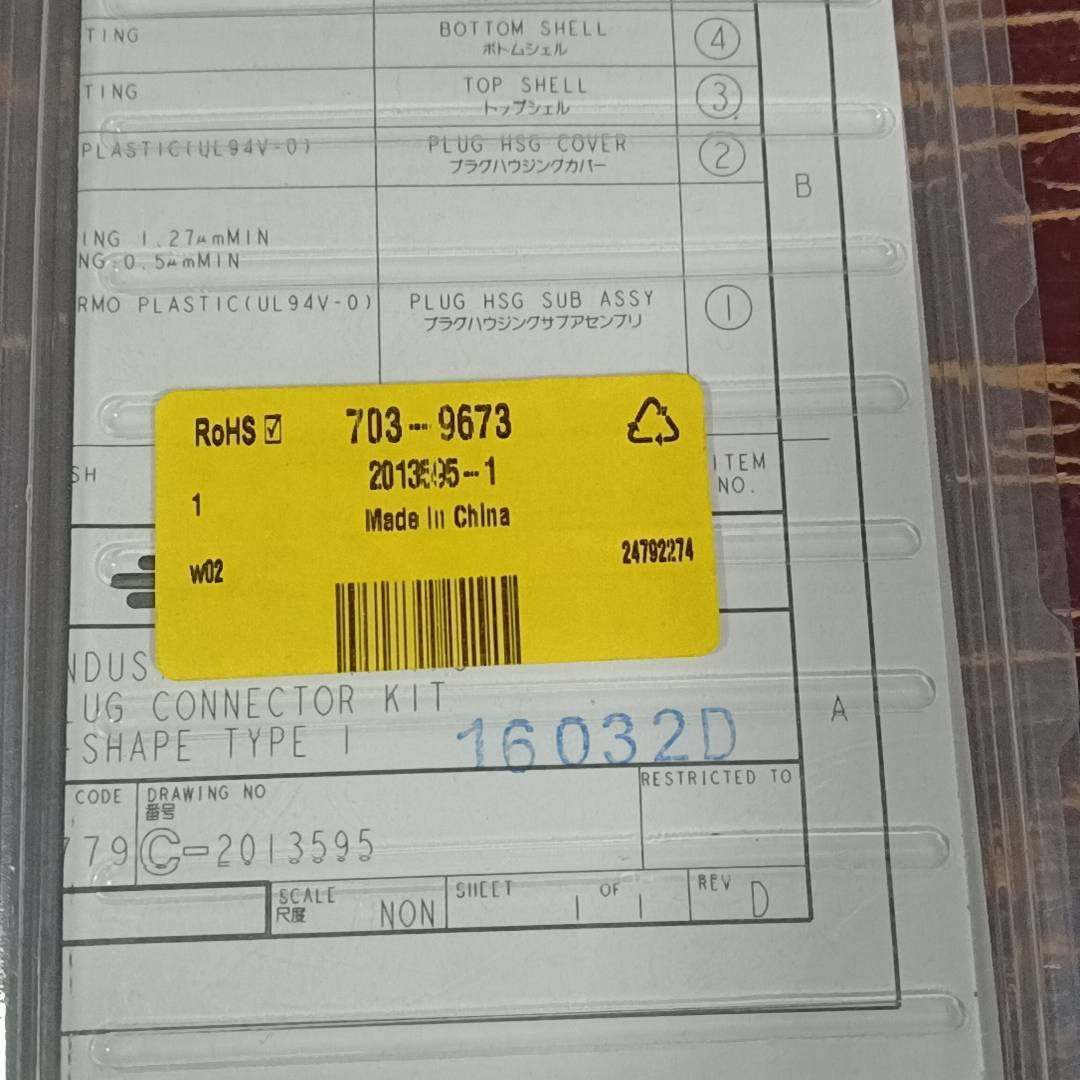 TING
BOTTOM SHELL
ボトムシェル
4
TING
TOP SHELL
トップシェル
3
PLASTIC(UL94V-0)
PLUG HSG COVER
プラグハウジングカバー
2
B
ING 1.27μmMIN
NG:0.5μmMIN
RMO PLASTIC(UL94V-0)
PLUG HSG SUB ASSY
プラグハウジングサブアセンブリ
1
RoHS
703-9673
2013595-1
1
Made In China
w02
24792274
SH
ITEM
NO.
NDUS
LUG CONNECTOR KIT
-SHAPE TYPE I
16032D
A
CODE
DRAWING NO
番号
779
C-2013595
RESTRICTED TO
SCALE
尺度
NON
SHEET
1 OF 1
REV
D